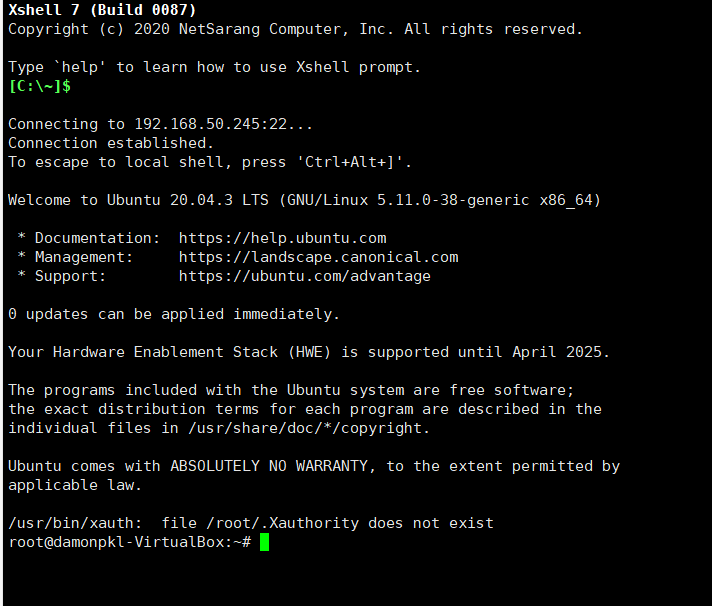 Xshell 7 (Build 0087)
Copyright (c) 2020 NetSarang Computer, Inc. All rights reserved.
Type `help' to learn how to use Xshell prompt.
[C:\~]$
Connecting to 192.168.50.245:22...
Connection established.
To escape to local shell, press 'Ctrl+Alt+]'.
Welcome to Ubuntu 20.04.3 LTS (GNU/Linux 5.11.0-38-generic x86_64)
* Documentation:  https://help.ubuntu.com
* Management:     https://landscape.canonical.com
* Support:        https://ubuntu.com/advantage
0 updates can be applied immediately.
Your Hardware Enablement Stack (HWE) is supported until April 2025.
The programs included with the Ubuntu system are free software;
the exact distribution terms for each program are described in the
individual files in /usr/share/doc/*/copyright.
Ubuntu comes with ABSOLUTELY NO WARRANTY, to the extent permitted by
applicable law.
/usr/bin/xauth:  file /root/.Xauthority does not exist
root@damonpkl-VirtualBox:~#